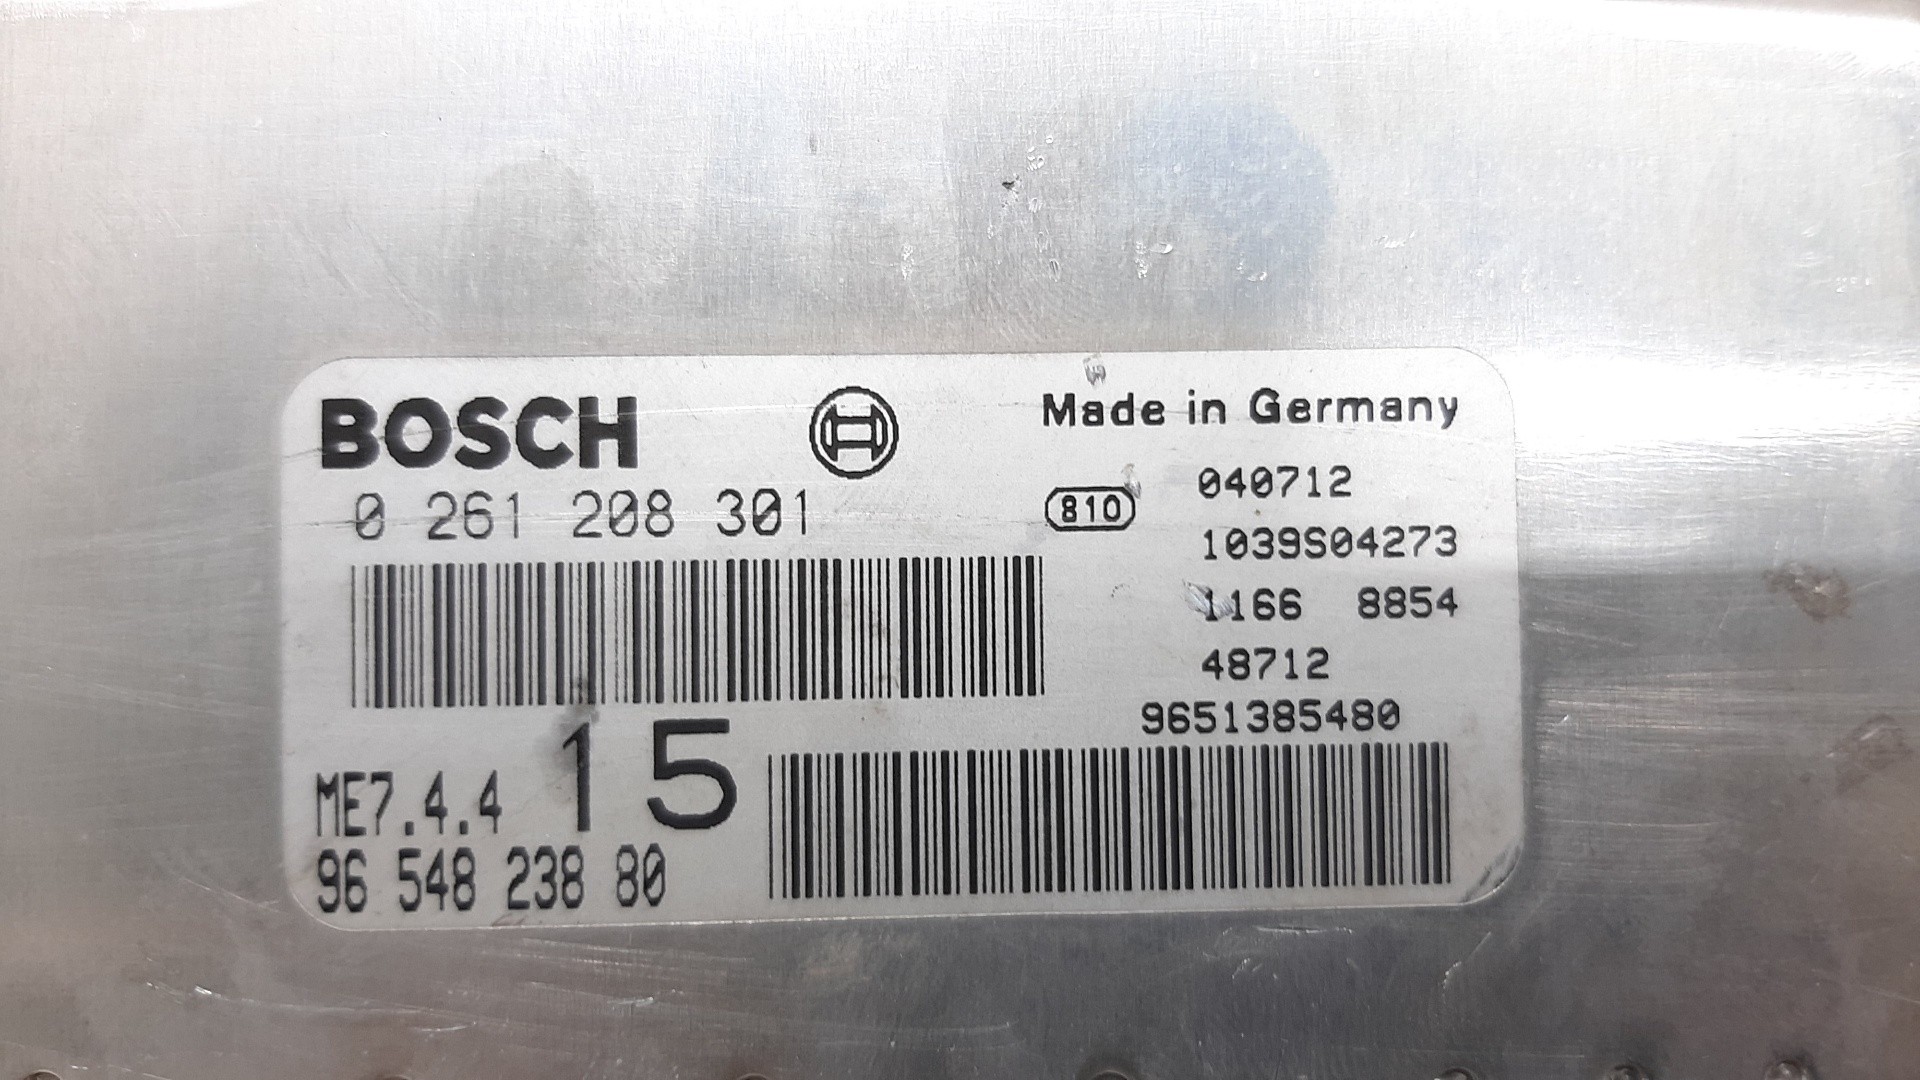 BOSCH
Made in Germany
0 261 208 301
810
040712
1039S04273
1166 8854
48712
9651385480
15
ME7.4.4
96 548 238 80